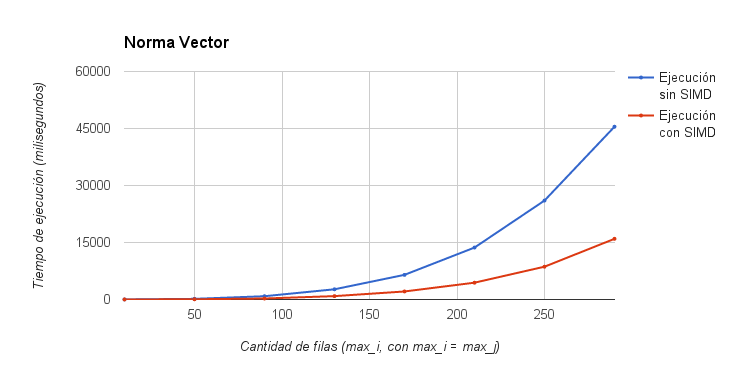 Norma Vector
60000
45000
30000
15000
0
50
100
150
200
250
Tiempo de ejecución (milisegundos)
Cantidad de filas (max_i, con max_i = max_j)
Ejecución
sin SIMD
Ejecución
con SIMD